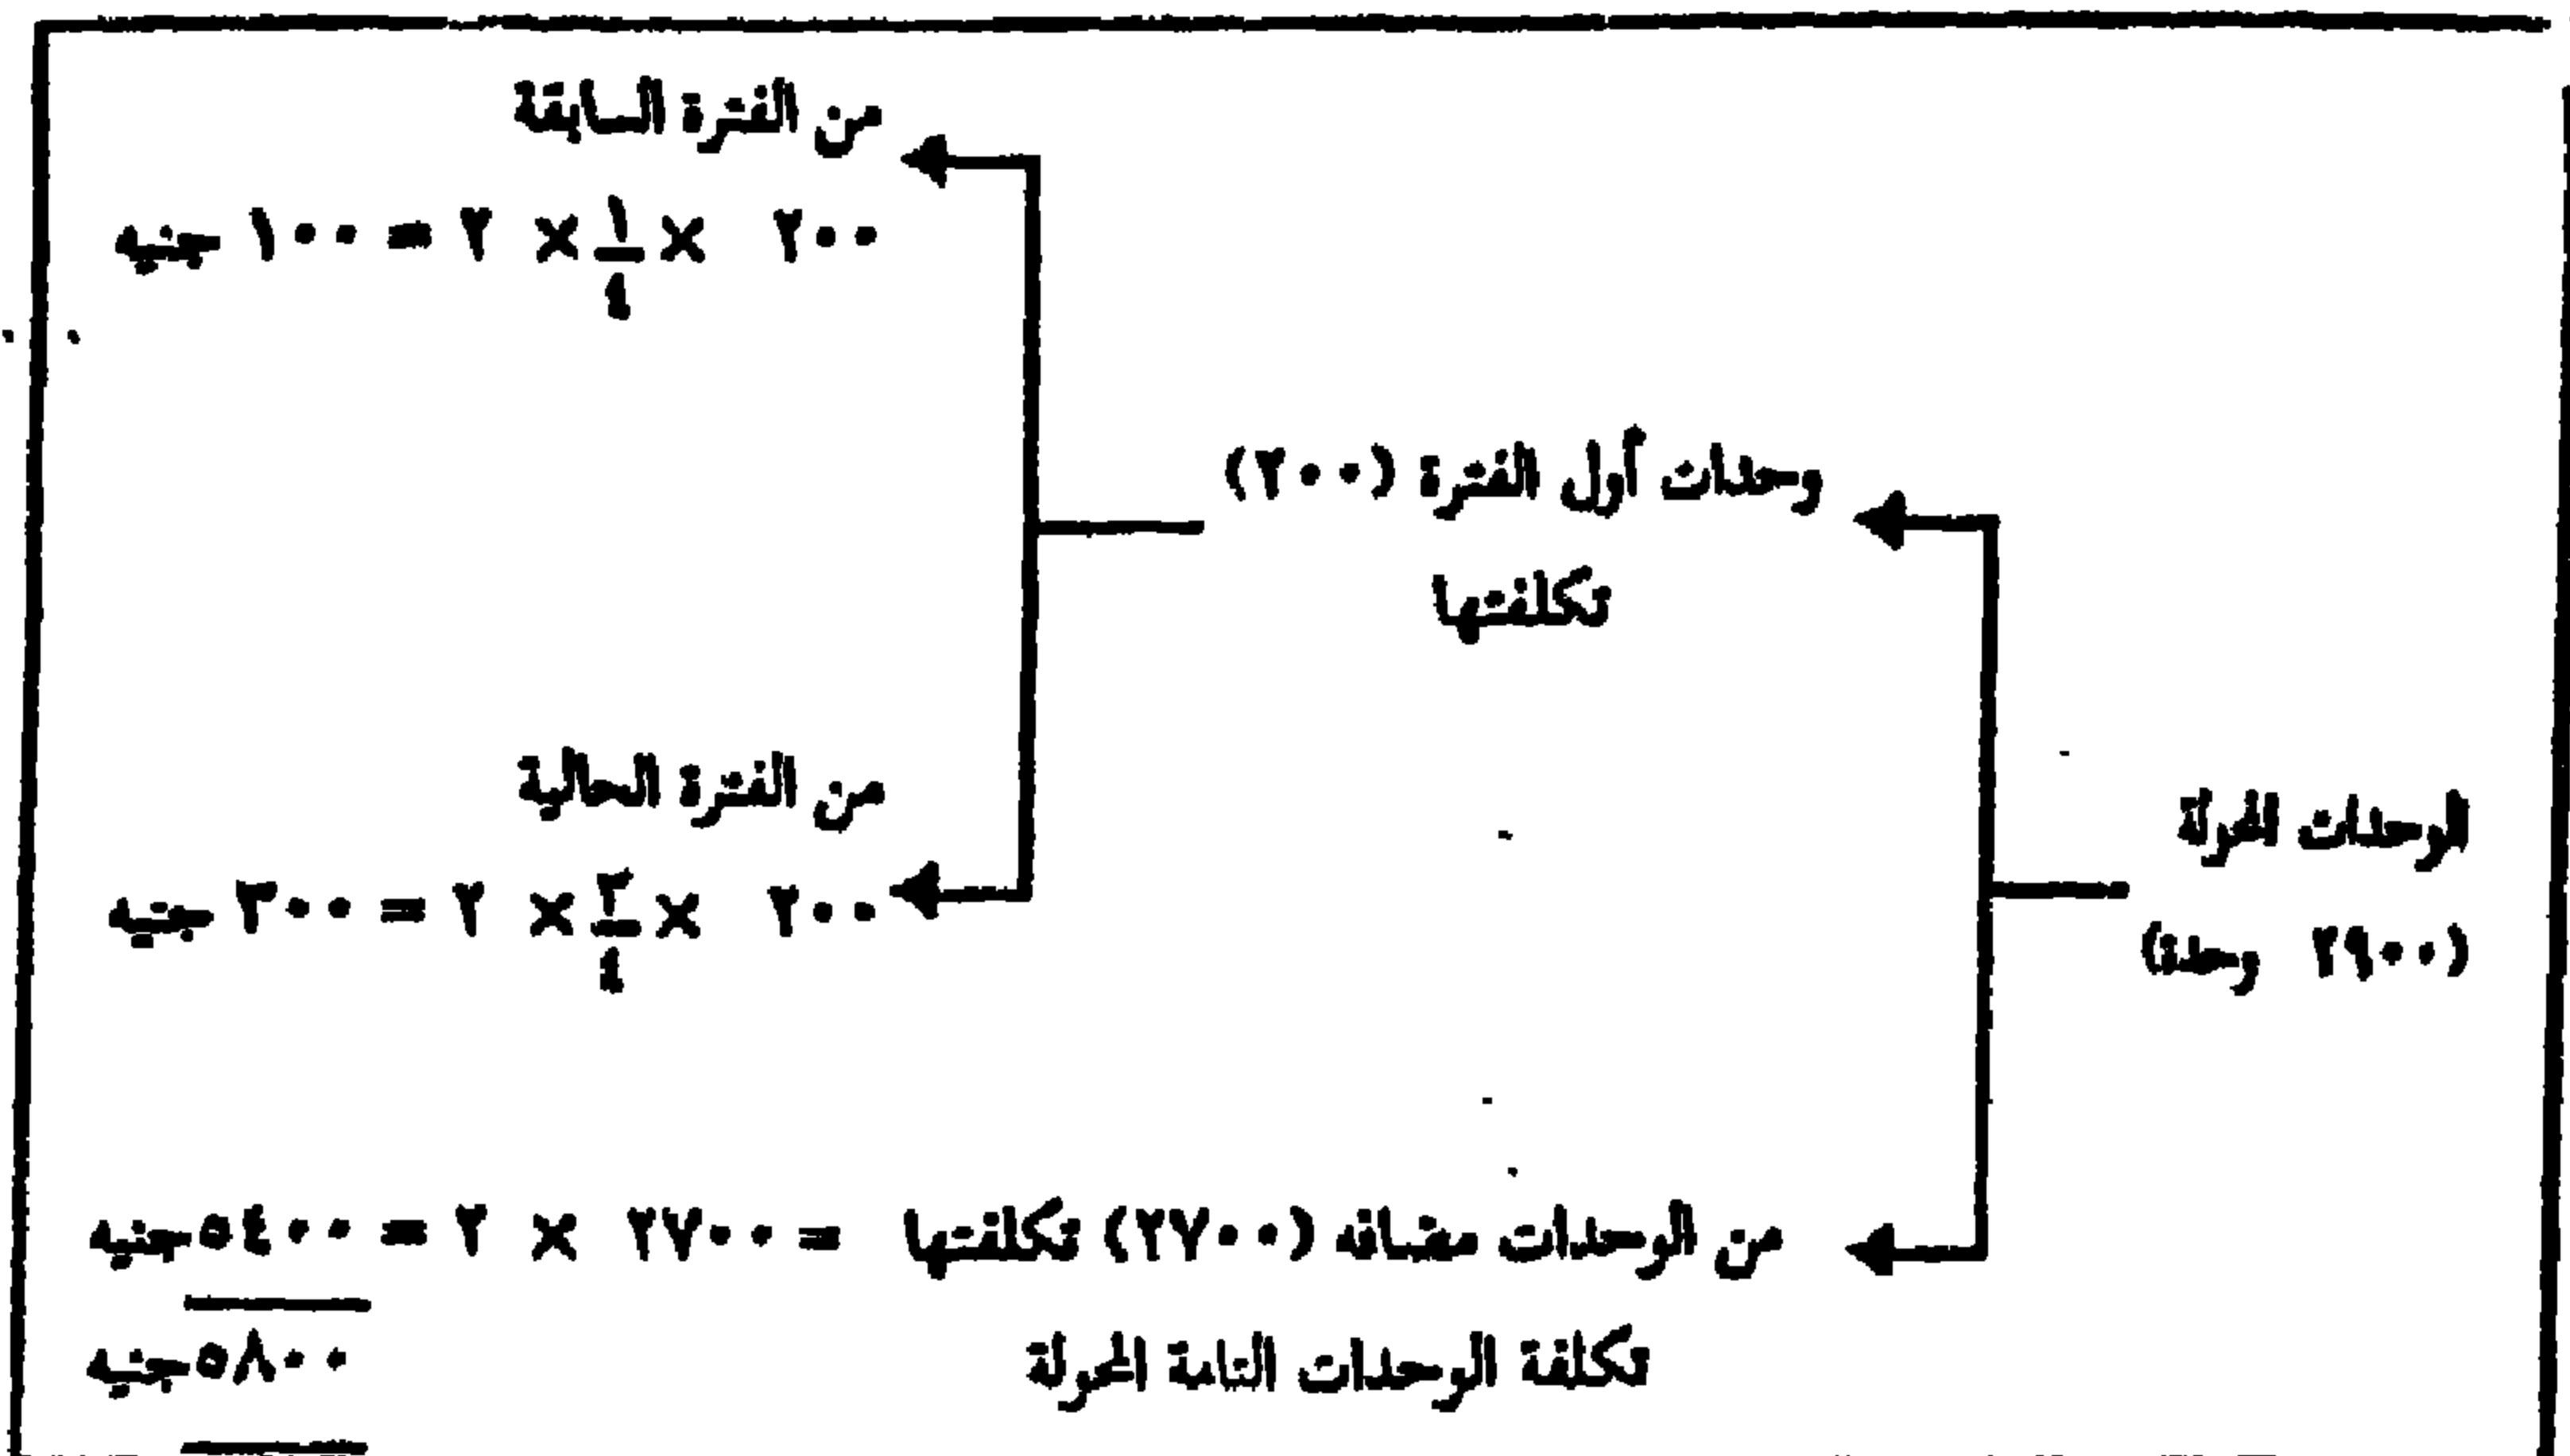 من الفترة السابقة
٢٠٠ × ١/٤ × ٢ = ١٠٠ جنيه
وحدات أول الفترة (٢٠٠)
تكلفتها
من الفترة الحالية
٢٠٠ × ٣/٤ × ٢ = ٣٠٠ جنيه
الوحدات المحولة
(٢٩٠٠ وحدة)
من الوحدات مضافه (٢٧٠٠) تكلفتها = ٢٧٠٠ × ٢ = ٥٤٠٠ جنيه
تكلفة الوحدات التامة المحولة ٥٨٠٠ جنيه